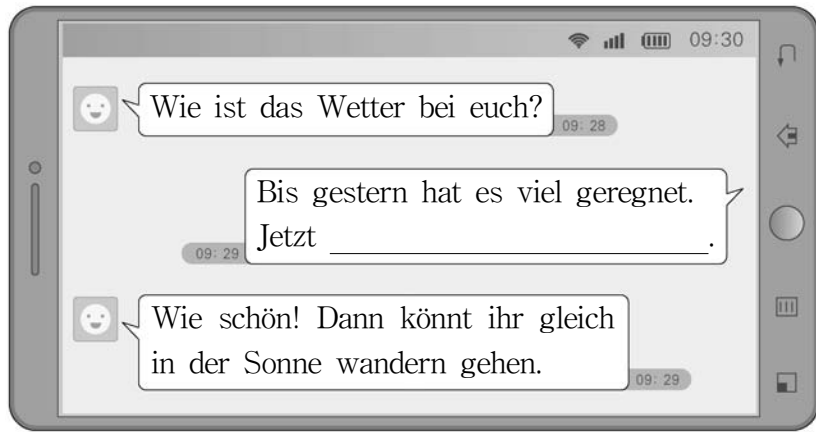 09:30
Wie ist das Wetter bei euch?
09: 28
Bis gestern hat es viel geregnet.
Jetzt ____________________.
09: 29
Wie schön! Dann könnt ihr gleich
in der Sonne wandern gehen.
09: 29